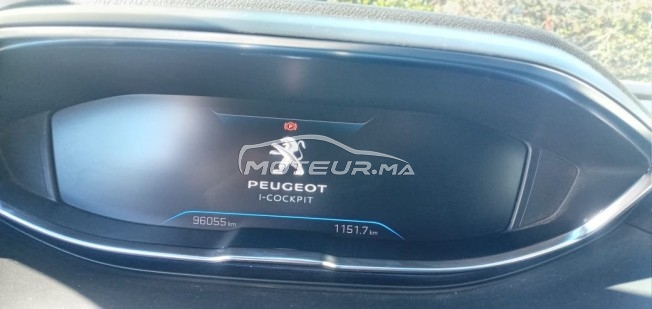 P
MOTEUR.MA
PEUGEOT
i-COCKPIT
96055 km
1151.7 km